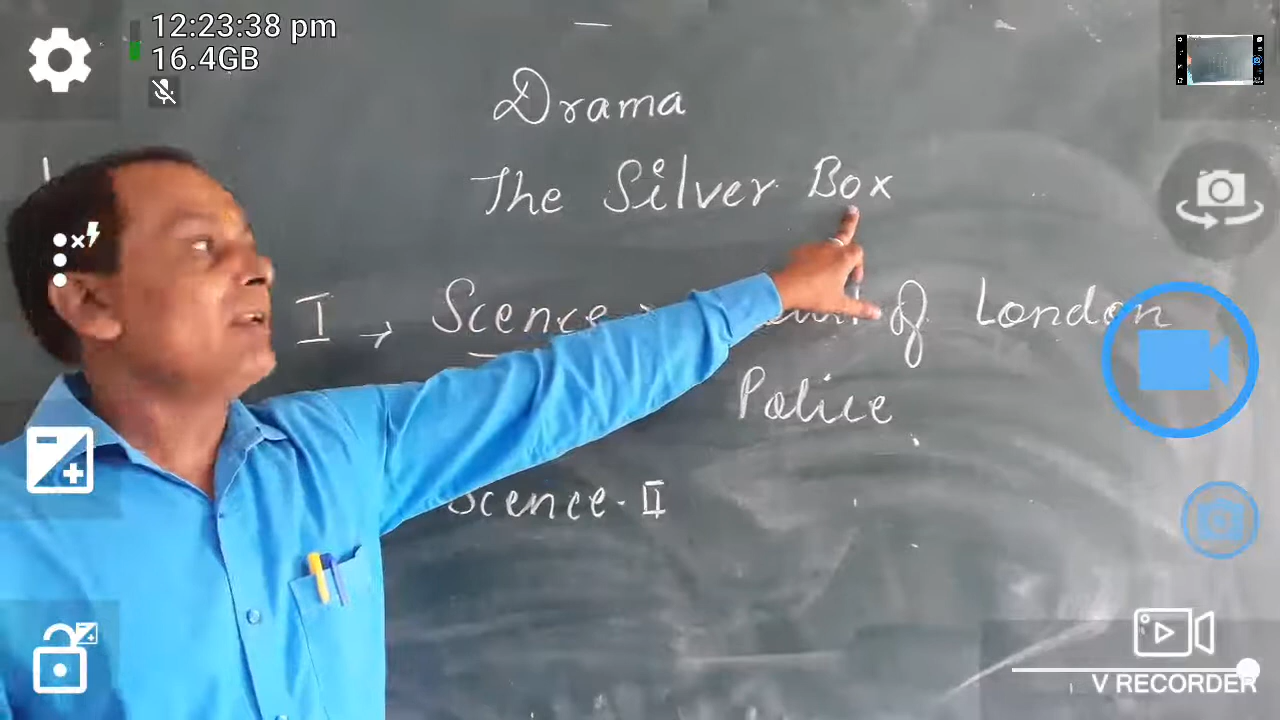 12:23:38 pm
16.4GB
Drama
The Silver Box
I → Scence
of London
Police
Scence-II
V RECORDER